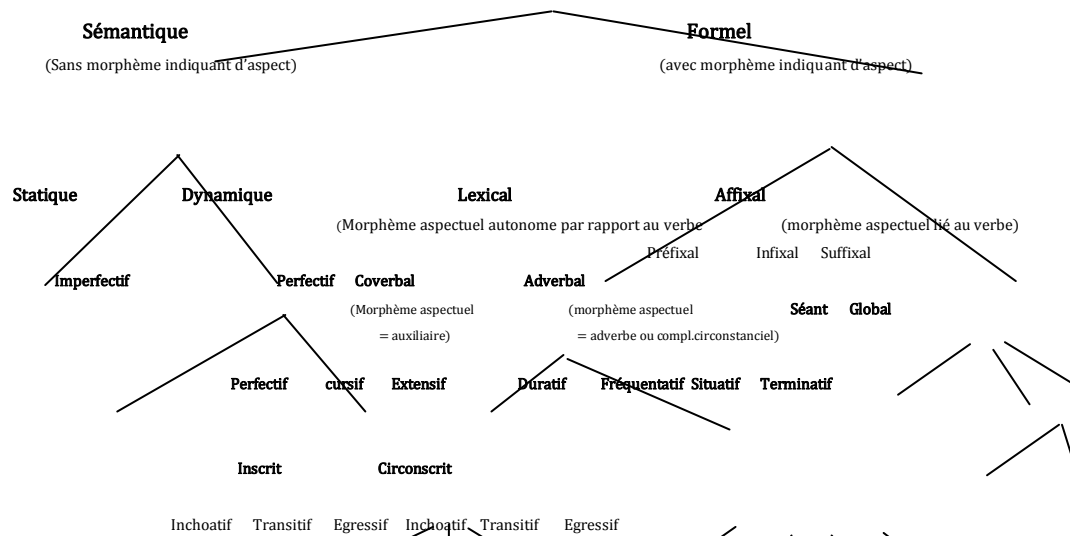 Sémantique Formel
(Sans morphème indiquant d'aspect) (avec morphème indiquant d'aspect)
Statique Dynamique Lexical Affixal
(Morphème aspectuel autonome par rapport au verbe (morphème aspectuel lié au verbe)
Préfixal Infixal Suffixal
Imperfectif Perfectif Coverbal Adverbal
(Morphème aspectuel (morphème aspectuel Séant Global
= auxiliaire) = adverbe ou compl.circonstanciel)
Perfectif cursif Extensif Duratif Fréquentatif Situatif Terminatif
Inscrit Circonscrit
Inchoatif Transitif Egressif Inchoatif Transitif Egressif